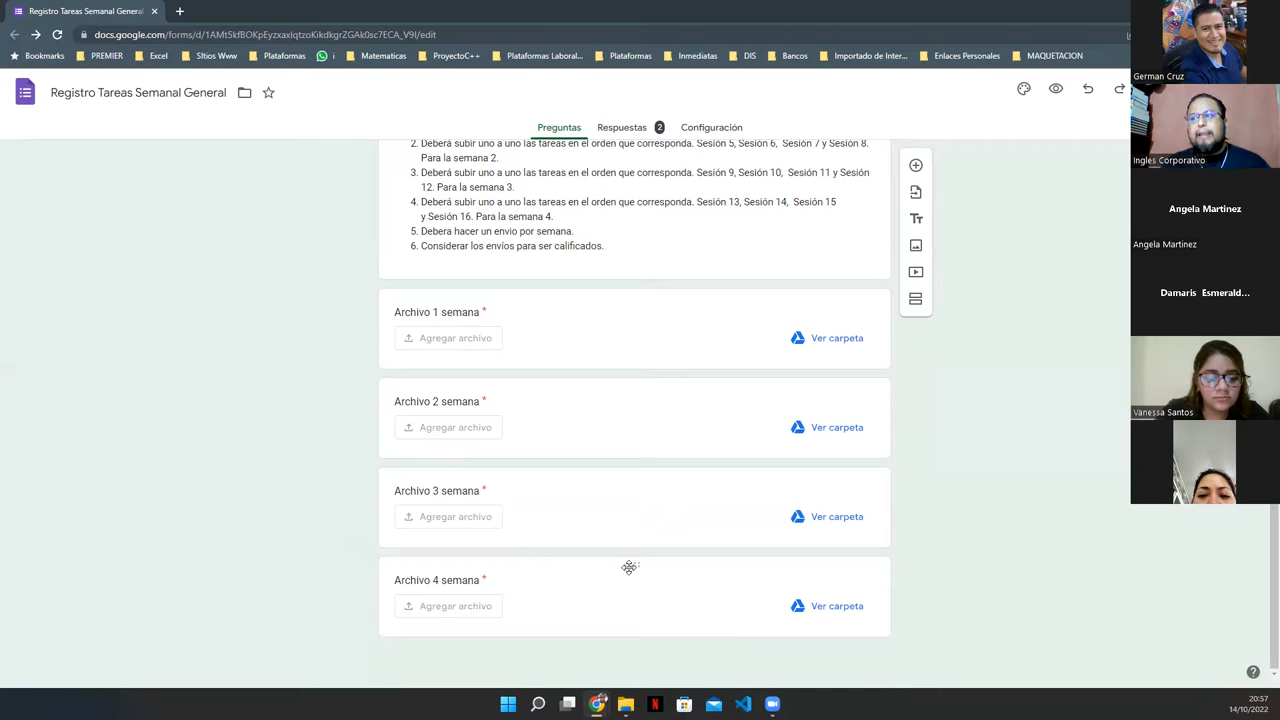 Registro Tareas Semanal General
docs.google.com/forms/d/1AMt5kfBOKpEyzxaxlqtzoKikdkgrZGAk0sc7ECA_V9I/edit
Bookmarks
PREMIER
Excel
SItios Www
Plataformas
i
Matematicas
ProyectoC++
Plataformas Laboral...
Plataformas
Inmediatas
DIS
Bancos
Importado de Inter...
Enlaces Personales
MAQUETACION
Registro Tareas Semanal General
Preguntas
Respuestas 2
Configuración
2. Deberá subir uno a uno las tareas en el orden que corresponda. Sesión 5, Sesión 6, Sesión 7 y Sesión 8.
Para la semana 2.
3. Deberá subir uno a uno las tareas en el orden que corresponda. Sesión 9, Sesión 10, Sesión 11 y Sesión
12. Para la semana 3.
4. Deberá subir uno a uno las tareas en el orden que corresponda. Sesión 13, Sesión 14, Sesión 15
y Sesión 16. Para la semana 4.
5. Debera hacer un envio por semana.
6. Considerar los envíos para ser calificados.
Archivo 1 semana *
Agregar archivo
Ver carpeta
Archivo 2 semana *
Agregar archivo
Ver carpeta
Archivo 3 semana *
Agregar archivo
Ver carpeta
Archivo 4 semana *
Agregar archivo
Ver carpeta
German Cruz
Ingles Corporativo
Angela Martinez
Angela Martinez
Damaris Esmerald...
Vanessa Santos
20:57
14/10/2022